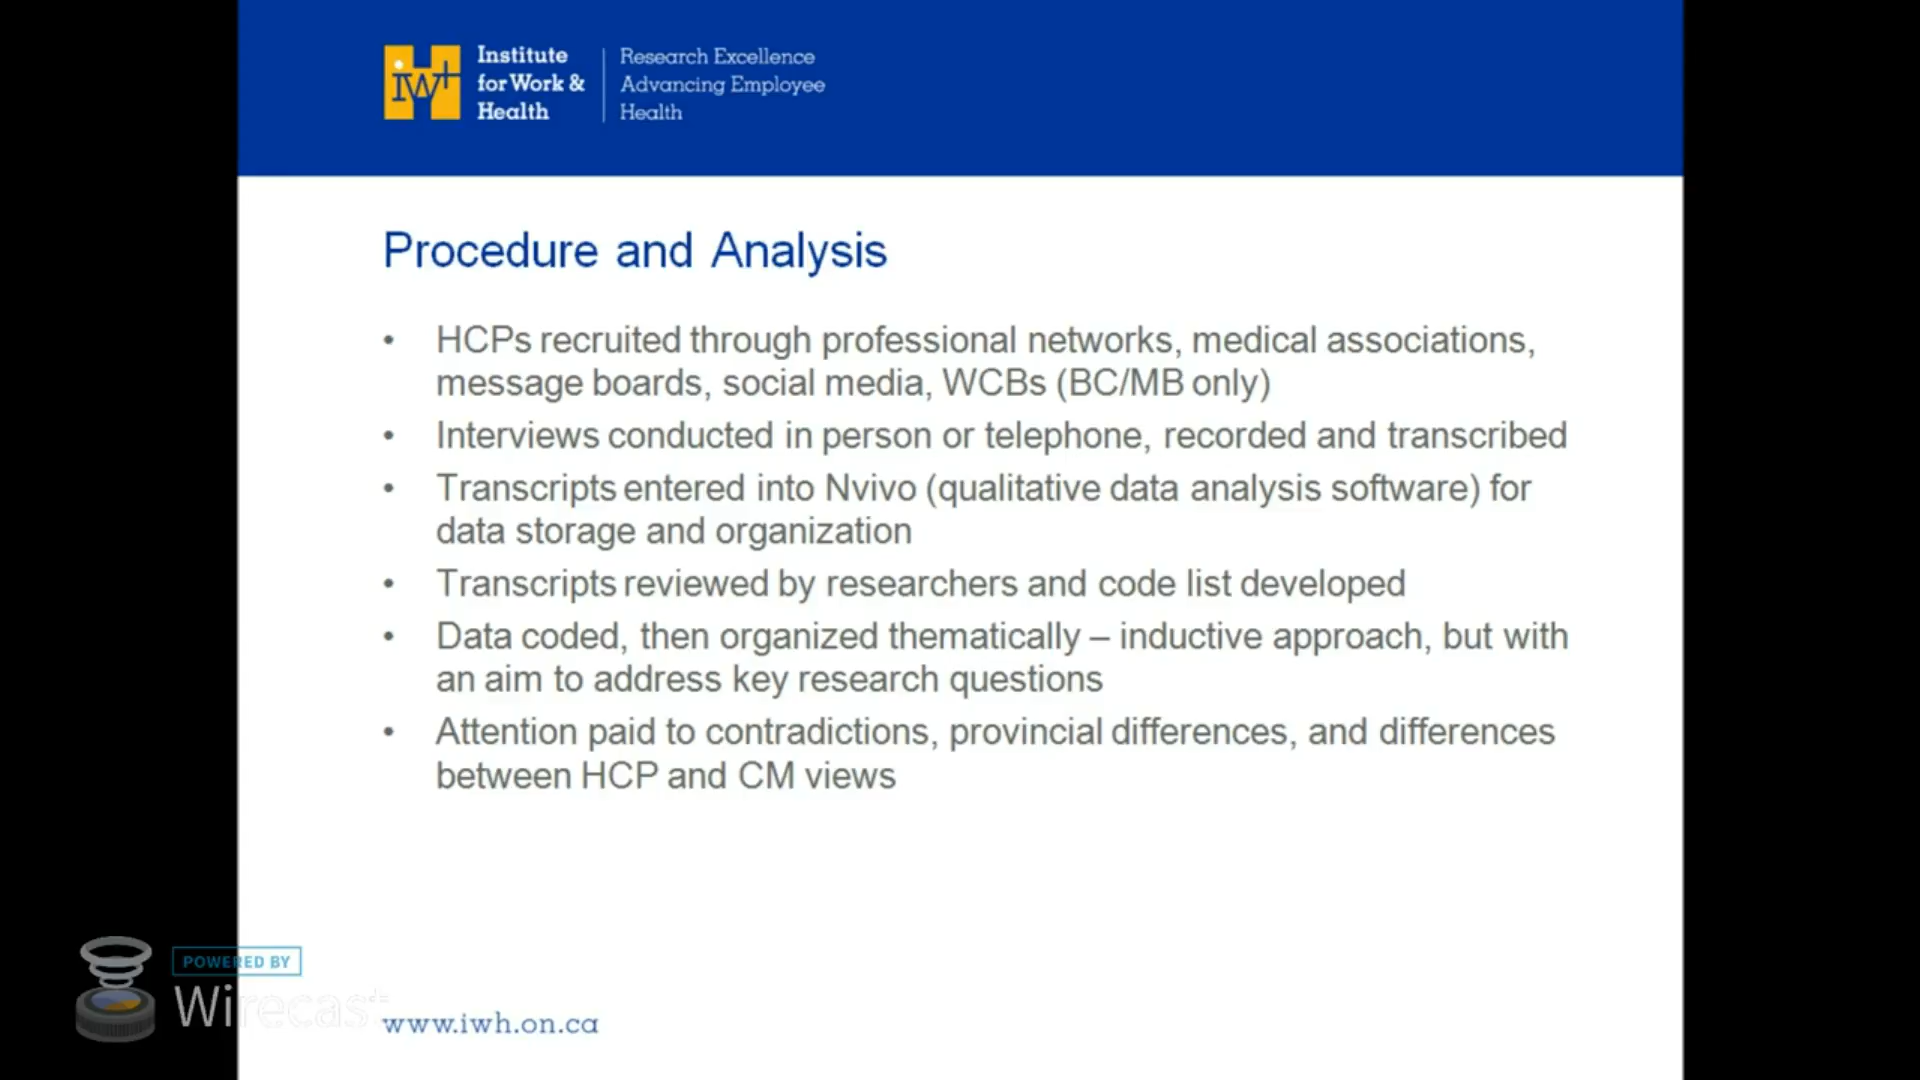 iw+
Institute
for Work &
Health
Research Excellence
Advancing Employee
Health
Procedure and Analysis
• HCPs recruited through professional networks, medical associations,
message boards, social media, WCBs (BC/MB only)
• Interviews conducted in person or telephone, recorded and transcribed
• Transcripts entered into Nvivo (qualitative data analysis software) for
data storage and organization
• Transcripts reviewed by researchers and code list developed
• Data coded, then organized thematically – inductive approach, but with
an aim to address key research questions
• Attention paid to contradictions, provincial differences, and differences
between HCP and CM views
POWERED BY
Wirecast
www.iwh.on.ca